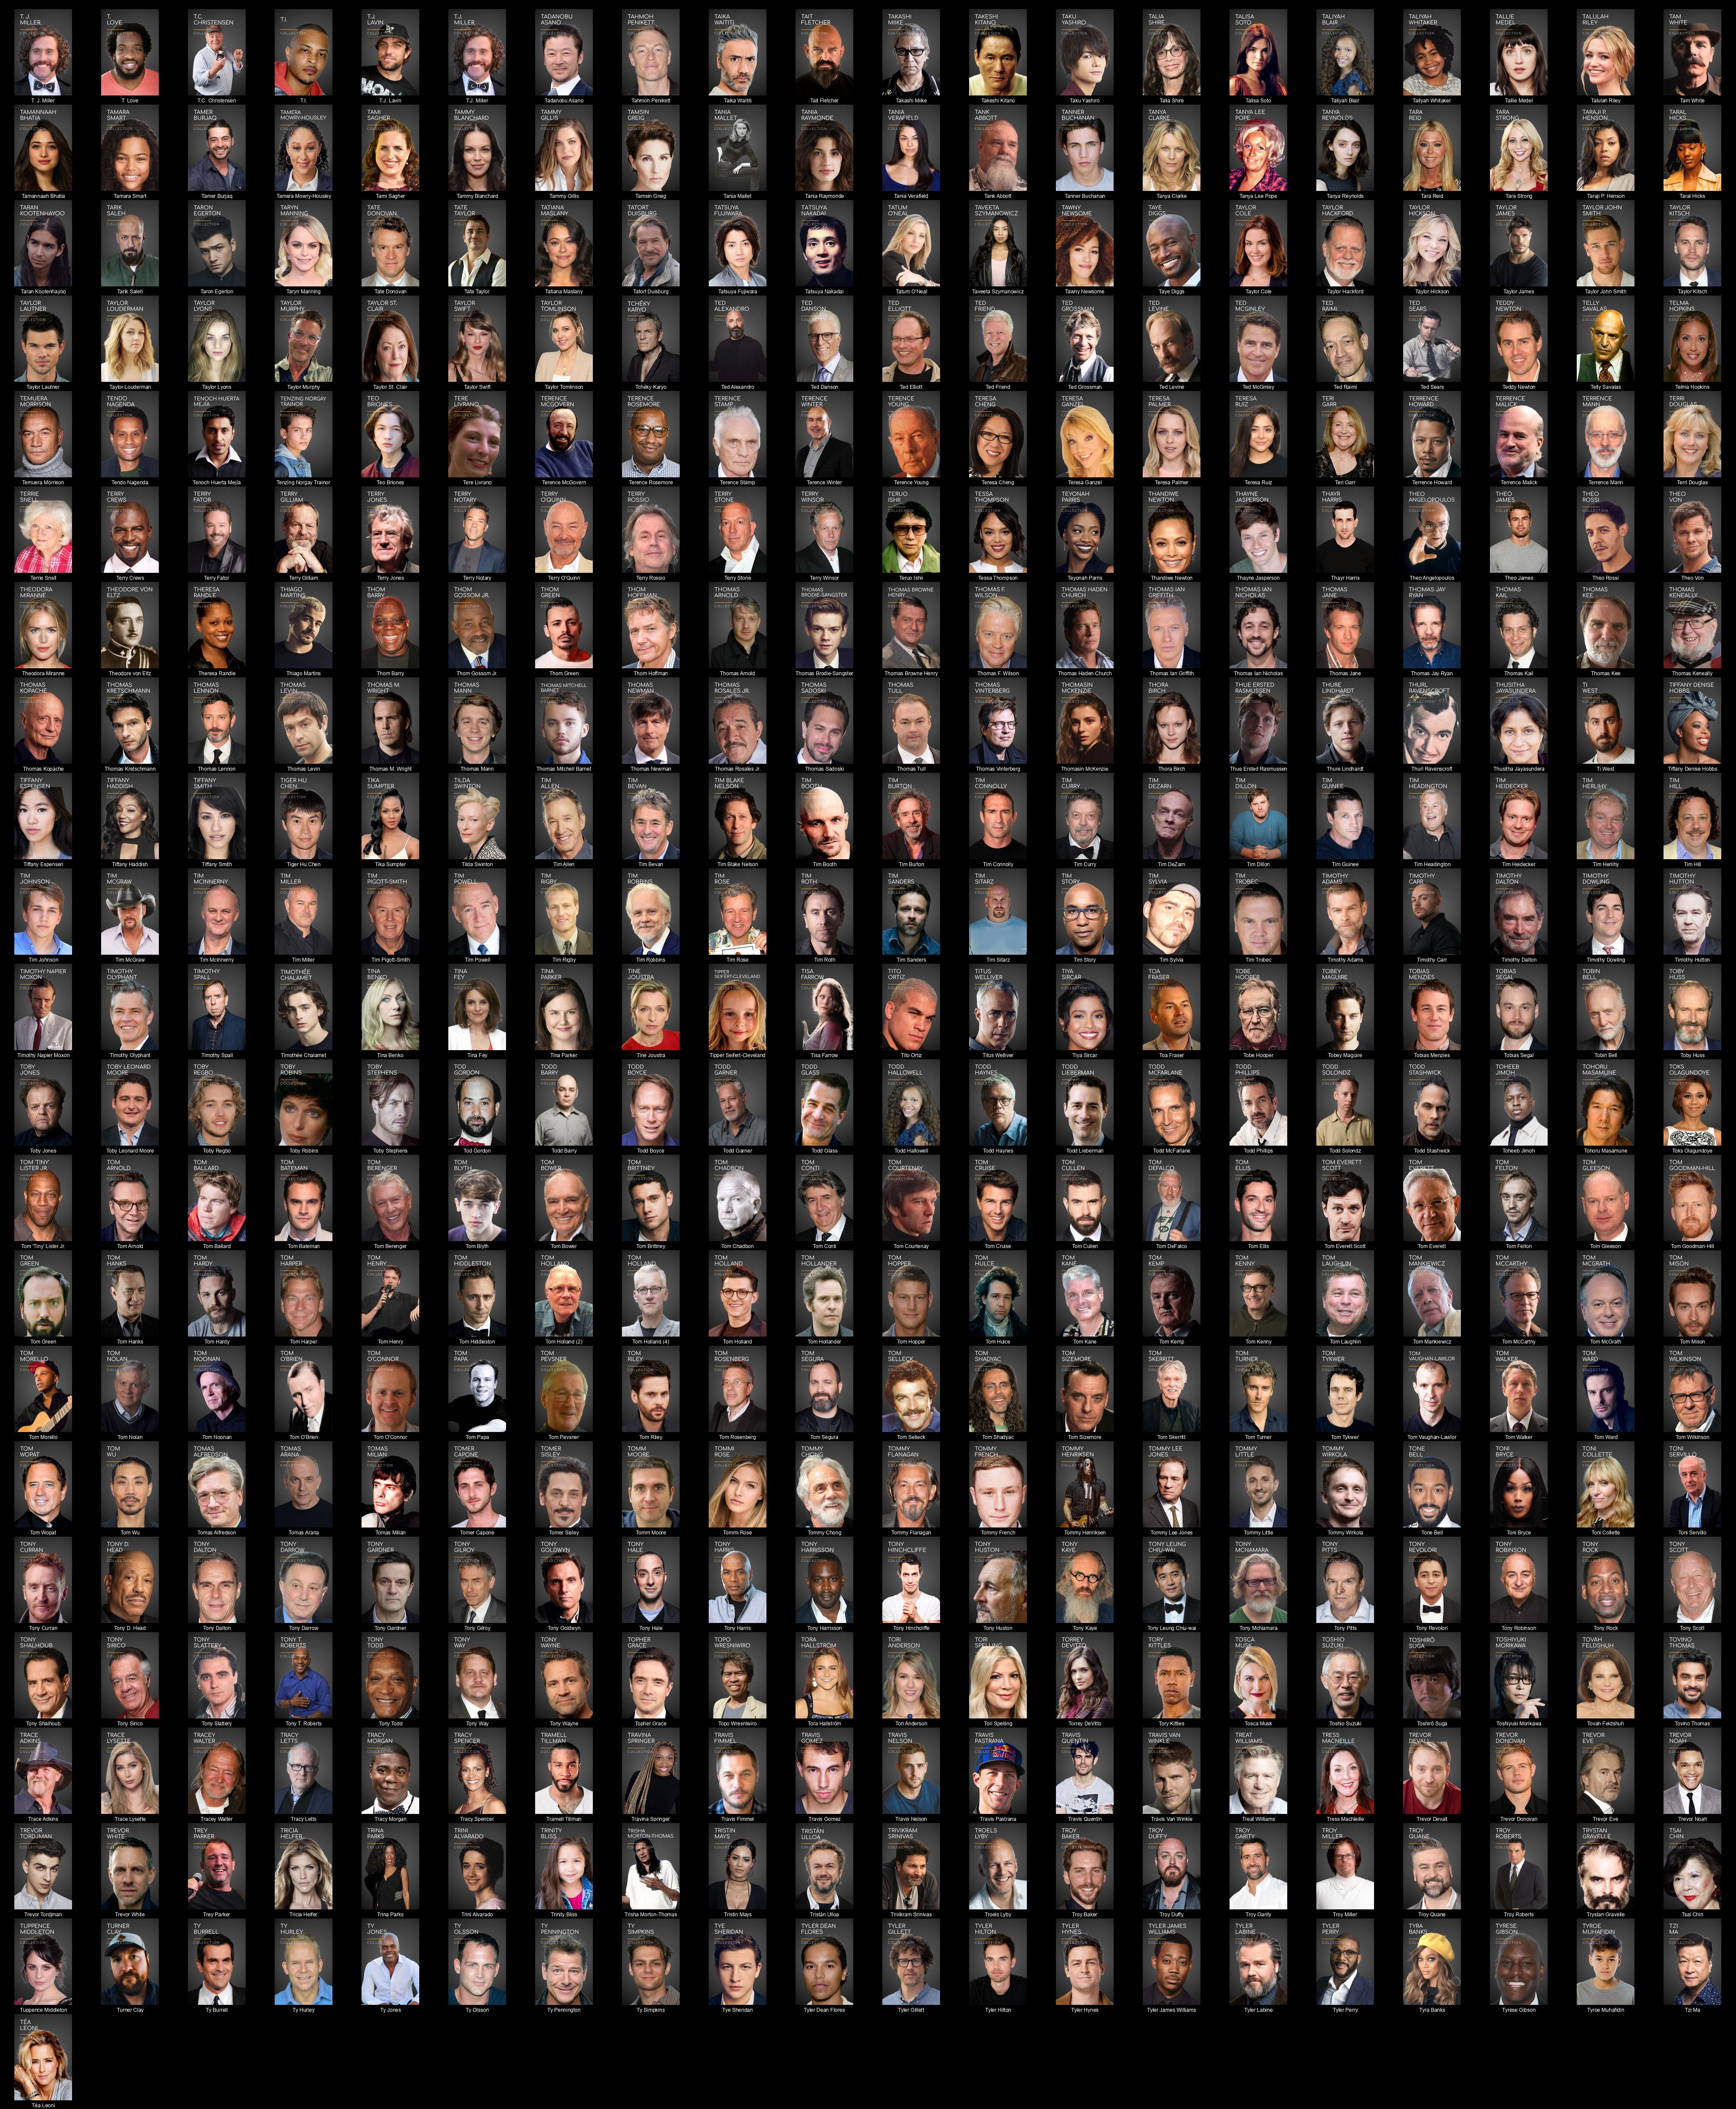 T. J. Miller T. Love T.C. Christensen T.I. T.J. Lavin T.J. Miller Tadanobu Asano Tahmoh Penikett Taika Waititi Tait Fletcher Takashi Miike Takeshi Kitano Taku Yashiro Talia Shire Talisa Soto Taliyah Blair Taliyah Whitaker Tallie Medel Talulah Riley Tam White
Tamannaah Bhatia Tamara Smart Tamer Burjaq Tamera Mowry-Housley Tami Sagher Tammy Blanchard Tammy Gillis Tamsin Greig Tania Mallet Tania Raymonde Tania Verafield Tank Abbott Tanner Buchanan Tanya Clarke Tanya Lee Pope Tanya Reynolds Tara Reid Tara Strong Taraji P. Henson Taral Hicks
Taran Kootenhayoo Tarik Saleh Taron Egerton Taryn Manning Tate Donovan Tate Taylor Tatiana Maslany Tatort Duisburg Tatsuya Fujiwara Tatsuya Nakadai Tatum O'Neal Taveeta Szymanowicz Tawny Newsome Taye Diggs Taylor Cole Taylor Hackford Taylor Hickson Taylor James Taylor John Smith Taylor Kitsch
Taylor Lautner Taylor Louderman Taylor Lyons Taylor Murphy Taylor St. Clair Taylor Swift Taylor Tomlinson Tchéky Karyo Ted Alexandro Ted Danson Ted Elliott Ted Friend Ted Grossman Ted Levine Ted McGinley Ted Raimi Ted Sears Teddy Newton Telly Savalas Telma Hopkins
Temuera Morrison Tendo Nagenda Tenoch Huerta Mejía Tenzing Norgay Trainor Teo Briones Tere Livrano Terence McGovern Terence Rosemore Terence Stamp Terence Winter Terence Young Teresa Cheng Teresa Ganzel Teresa Palmer Teresa Ruiz Teri Garr Terrence Howard Terrence Malick Terrence Mann Terri Douglas
Terrie Snell Terry Crews Terry Fator Terry Gilliam Terry Jones Terry Notary Terry O'Quinn Terry Rossio Terry Stone Terry Winsor Teruo Ishii Tessa Thompson Teyonah Parris Thandiwe Newton Thayne Jasperson Thayr Harris Theo Angelopoulos Theo James Theo Rossi Theo Von
Theodora Miranne Theodore von Eltz Theresa Randle Thiago Martins Thom Barry Thom Gossom Jr. Thom Green Thom Hoffman Thomas Arnold Thomas Brodie-Sangster Thomas Browne Henry Thomas F. Wilson Thomas Haden Church Thomas Ian Griffith Thomas Ian Nicholas Thomas Jane Thomas Jay Ryan Thomas Kail Thomas Kee Thomas Keneally
Thomas Kopache Thomas Kretschmann Thomas Lennon Thomas Levin Thomas M. Wright Thomas Mann Thomas Mitchell Barnet Thomas Newman Thomas Rosales Jr. Thomas Sadoski Thomas Tull Thomas Vinterberg Thomasin McKenzie Thora Birch Thue Ersted Rasmussen Thure Lindhardt Thurl Ravenscroft Thusitha Jayasundera Ti West Tiffany Denise Hobbs
Tiffany Espensen Tiffany Haddish Tiffany Smith Tiger Hu Chen Tika Sumpter Tilda Swinton Tim Allen Tim Bevan Tim Blake Nelson Tim Booth Tim Burton Tim Connolly Tim Curry Tim DeZarn Tim Dillon Tim Guinee Tim Headington Tim Heidecker Tim Herlihy Tim Hill
Tim Johnson Tim McGraw Tim McInnerny Tim Miller Tim Pigott-Smith Tim Powell Tim Rigby Tim Robbins Tim Rose Tim Roth Tim Sanders Tim Sitarz Tim Story Tim Sylvia Tim Trobec Timothy Adams Timothy Carr Timothy Dalton Timothy Dowling Timothy Hutton
Timothy Napier Moxon Timothy Olyphant Timothy Spall Timothée Chalamet Tina Benko Tina Fey Tina Parker Tine Joustra Tipper Seifert-Cleveland Tisa Farrow Tito Ortiz Titus Welliver Tiya Sircar Toa Fraser Tobe Hooper Tobey Maguire Tobias Menzies Tobias Segal Tobin Bell Toby Huss
Toby Jones Toby Leonard Moore Toby Regbo Toby Robins Toby Stephens Tod Gordon Todd Barry Todd Boyce Todd Garner Todd Glass Todd Hallowell Todd Haynes Todd Lieberman Todd McFarlane Todd Phillips Todd Solondz Todd Stashwick Toheeb Jimoh Tohoru Masamune Toks Olagundoye
Tom 'Tiny' Lister Jr. Tom Arnold Tom Ballard Tom Bateman Tom Berenger Tom Blyth Tom Bower Tom Brittney Tom Chadbon Tom Conti Tom Courtenay Tom Cruise Tom Cullen Tom DeFalco Tom Ellis Tom Everett Scott Tom Everett Tom Felton Tom Gleeson Tom Goodman-Hill
Tom Green Tom Hanks Tom Hardy Tom Harper Tom Henry Tom Hiddleston Tom Holland (2) Tom Holland (4) Tom Holland Tom Hollander Tom Hopper Tom Hulce Tom Kane Tom Kemp Tom Kenny Tom Laughlin Tom Mankiewicz Tom McCarthy Tom McGrath Tom Mison
Tom Morello Tom Nolan Tom Noonan Tom O'Brien Tom O'Connor Tom Papa Tom Pevsner Tom Riley Tom Rosenberg Tom Segura Tom Selleck Tom Shadyac Tom Sizemore Tom Skerritt Tom Turner Tom Tykwer Tom Vaughan-Lawlor Tom Walker Tom Ward Tom Wilkinson
Tom Wopat Tom Wu Tomas Alfredson Tomas Arana Tomas Milian Tomer Capone Tomer Sisley Tomm Moore Tommi Rose Tommy Chong Tommy Flanagan Tommy French Tommy Henriksen Tommy Lee Jones Tommy Little Tommy Wirkola Tone Bell Toni Bryce Toni Collette Toni Servillo
Tony Curran Tony D. Head Tony Dalton Tony Darrow Tony Gardner Tony Gilroy Tony Goldwyn Tony Hale Tony Harris Tony Harrisson Tony Hinchcliffe Tony Huston Tony Kaye Tony Leung Chiu-wai Tony McNamara Tony Pitts Tony Revolori Tony Robinson Tony Rock Tony Scott
Tony Shalhoub Tony Sirico Tony Slattery Tony T. Roberts Tony Todd Tony Way Tony Wayne Topher Grace Topo Wresniwiro Tora Hallström Tori Anderson Tori Spelling Torrey DeVitto Tory Kittles Tosca Musk Toshio Suzuki Toshirô Suga Toshiyuki Morikawa Tovah Feldshuh Tovino Thomas
Trace Adkins Trace Lysette Tracey Walter Tracy Letts Tracy Morgan Tracy Spencer Tramell Tillman Travina Springer Travis Fimmel Travis Gomez Travis Nelson Travis Pastrana Travis Quentin Travis Van Winkle Treat Williams Tress MacNeille Trevor Devall Trevor Donovan Trevor Eve Trevor Noah
Trevor Tordjman Trevor White Trey Parker Tricia Helfer Trina Parks Trini Alvarado Trinity Bliss Trisha Morton-Thomas Tristin Mays Tristán Ulloa Trivikram Srinivas Troels Lyby Troy Baker Troy Duffy Troy Garity Troy Miller Troy Quane Troy Roberts Trystan Gravelle Tsai Chin
Tuppence Middleton Turner Clay Ty Burrell Ty Hurley Ty Jones Ty Olsson Ty Pennington Ty Simpkins Tye Sheridan Tyler Dean Flores Tyler Gillett Tyler Hilton Tyler Hynes Tyler James Williams Tyler Labine Tyler Perry Tyra Banks Tyrese Gibson Tyroe Muhafidin Tzi Ma
Téa Leoni